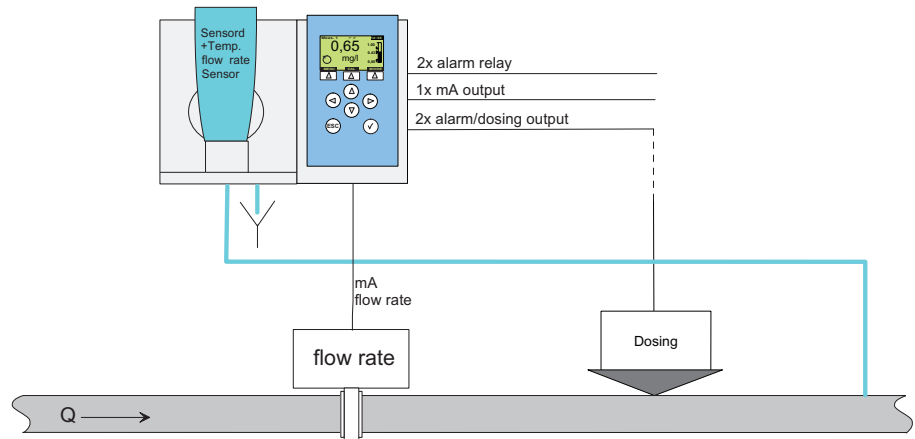 Sensord
+Temp.
flow rate
Sensor
0,65
mg/l
ESC
2x alarm relay
1x mA output
2x alarm/dosing output
mA
flow rate
flow rate
Dosing
Q